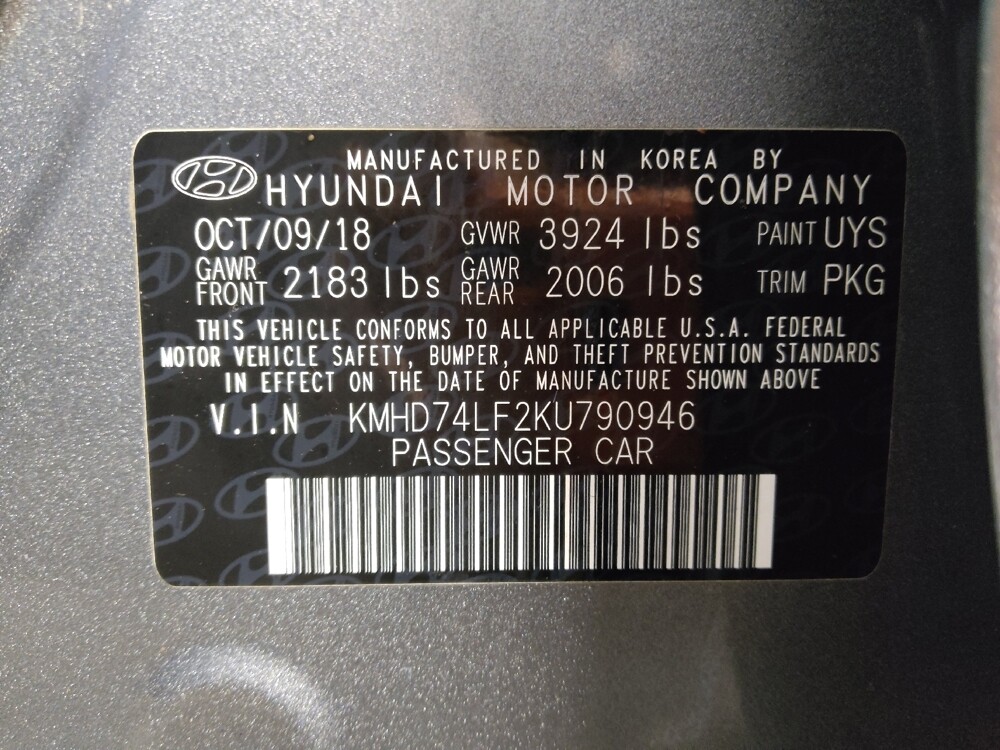 MANUFACTURED IN KOREA BY
HYUNDAI MOTOR COMPANY
OCT/09/18 GVWR 3924 lbs PAINT UYS
GAWR FRONT 2183 lbs GAWR REAR 2006 lbs TRIM PKG
THIS VEHICLE CONFORMS TO ALL APPLICABLE U.S.A. FEDERAL
MOTOR VEHICLE SAFETY, BUMPER, AND THEFT PREVENTION STANDARDS
IN EFFECT ON THE DATE OF MANUFACTURE SHOWN ABOVE
V.I.N KMHD74LF2KU790946
PASSENGER CAR